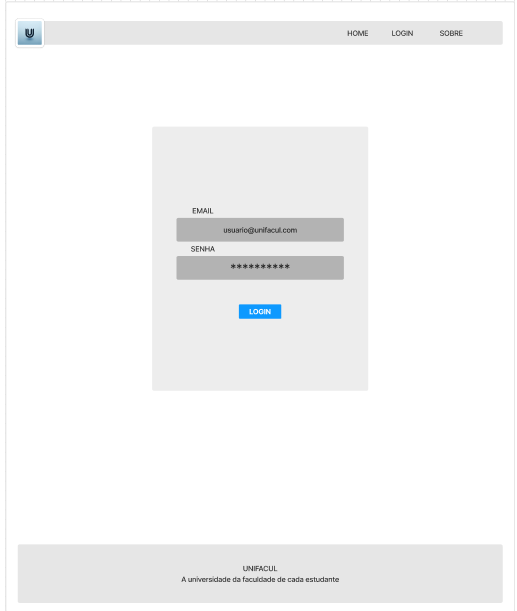 U
HOME LOGIN SOBRE
EMAIL
usuario@unifacul.com
SENHA
**********
LOGIN
UNIFACUL
A universidade da faculdade de cada estudante